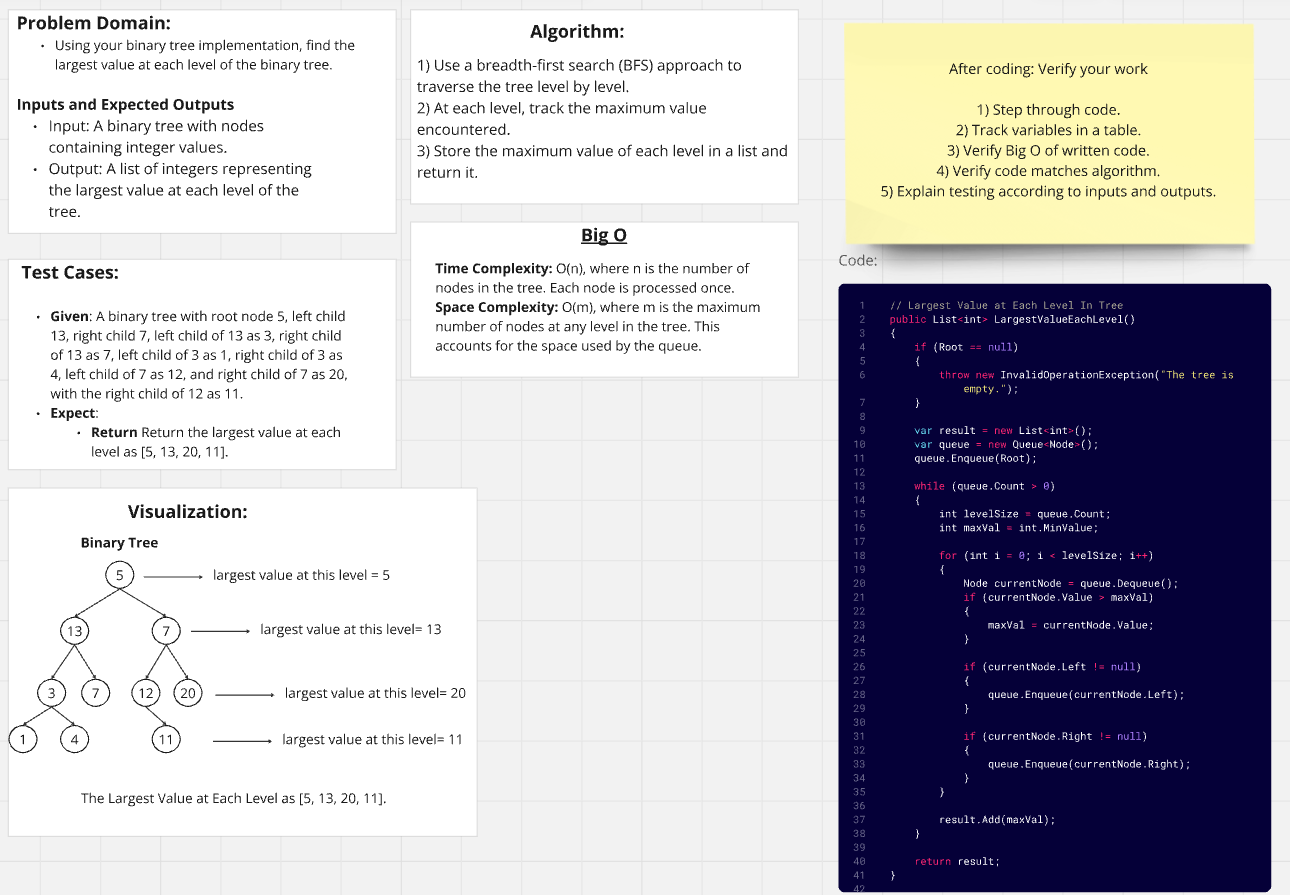 Problem Domain:
• Using your binary tree implementation, find the
largest value at each level of the binary tree.
Inputs and Expected Outputs
• Input: A binary tree with nodes
containing integer values.
• Output: A list of integers representing
the largest value at each level of the
tree.
Test Cases:
• Given: A binary tree with root node 5, left child
13, right child 7, left child of 13 as 3, right child
of 13 as 7, left child of 3 as 1, right child of 3 as
4, left child of 7 as 12, and right child of 7 as 20,
with the right child of 12 as 11.
• Expect:
• Return Return the largest value at each
level as [5, 13, 20, 11].
Visualization:
Binary Tree
5 largest value at this level = 5
13 7 largest value at this level= 13
3 7 12 20 largest value at this level= 20
1 4 11 largest value at this level= 11
The Largest Value at Each Level as [5, 13, 20, 11].
Algorithm:
1) Use a breadth-first search (BFS) approach to
traverse the tree level by level.
2) At each level, track the maximum value
encountered.
3) Store the maximum value of each level in a list and
return it.
Big O
Time Complexity: O(n), where n is the number of
nodes in the tree. Each node is processed once.
Space Complexity: O(m), where m is the maximum
number of nodes at any level in the tree. This
accounts for the space used by the queue.
After coding: Verify your work
1) Step through code.
2) Track variables in a table.
3) Verify Big O of written code.
4) Verify code matches algorithm.
5) Explain testing according to inputs and outputs.
Code:
1 // Largest Value at Each Level In Tree
2 public List<int> LargestValueEachLevel()
3 {
4 if (Root == null)
5 {
6 throw new InvalidOperationException("The tree is
empty.");
7 }
8
9 var result = new List<int>();
10 var queue = new Queue<Node>();
11 queue.Enqueue(Root);
12
13 while (queue.Count > 0)
14 {
15 int levelSize = queue.Count;
16 int maxVal = int.MinValue;
17
18 for (int i = 0; i < levelSize; i++)
19 {
20 Node currentNode = queue.Dequeue();
21 if (currentNode.Value > maxVal)
22 {
23 maxVal = currentNode.Value;
24 }
25
26 if (currentNode.Left != null)
27 {
28 queue.Enqueue(currentNode.Left);
29 }
30
31 if (currentNode.Right != null)
32 {
33 queue.Enqueue(currentNode.Right);
34 }
35 }
36
37 result.Add(maxVal);
38 }
39
40 return result;
41 }
42